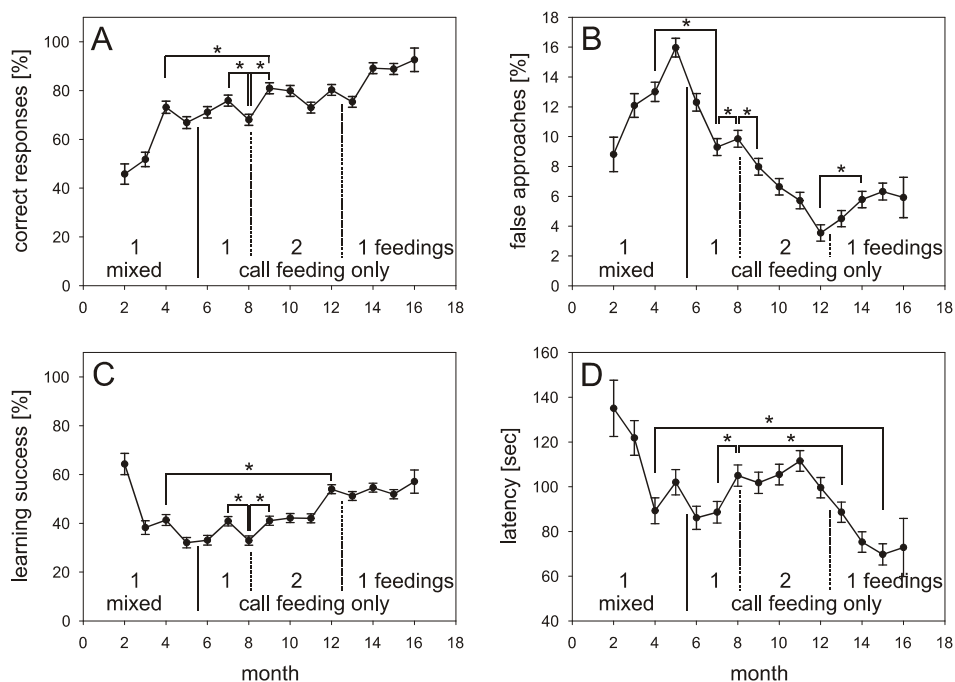 A
correct responses [%]
100
80
60
40
20
0
* * *
1 1 2 1 feedings
mixed call feeding only
0 2 4 6 8 10 12 14 16 18
B
false approaches [%]
18
16
14
12
10
8
6
4
2
0
* * * *
1 1 2 1 feedings
mixed call feeding only
0 2 4 6 8 10 12 14 16 18
C
learning success [%]
100
80
60
40
20
0
* * *
1 1 2 1 feedings
mixed call feeding only
0 2 4 6 8 10 12 14 16 18
month
D
latency [sec]
160
140
120
100
80
60
40
* * *
1 1 2 1 feedings
mixed call feeding only
0 2 4 6 8 10 12 14 16 18
month